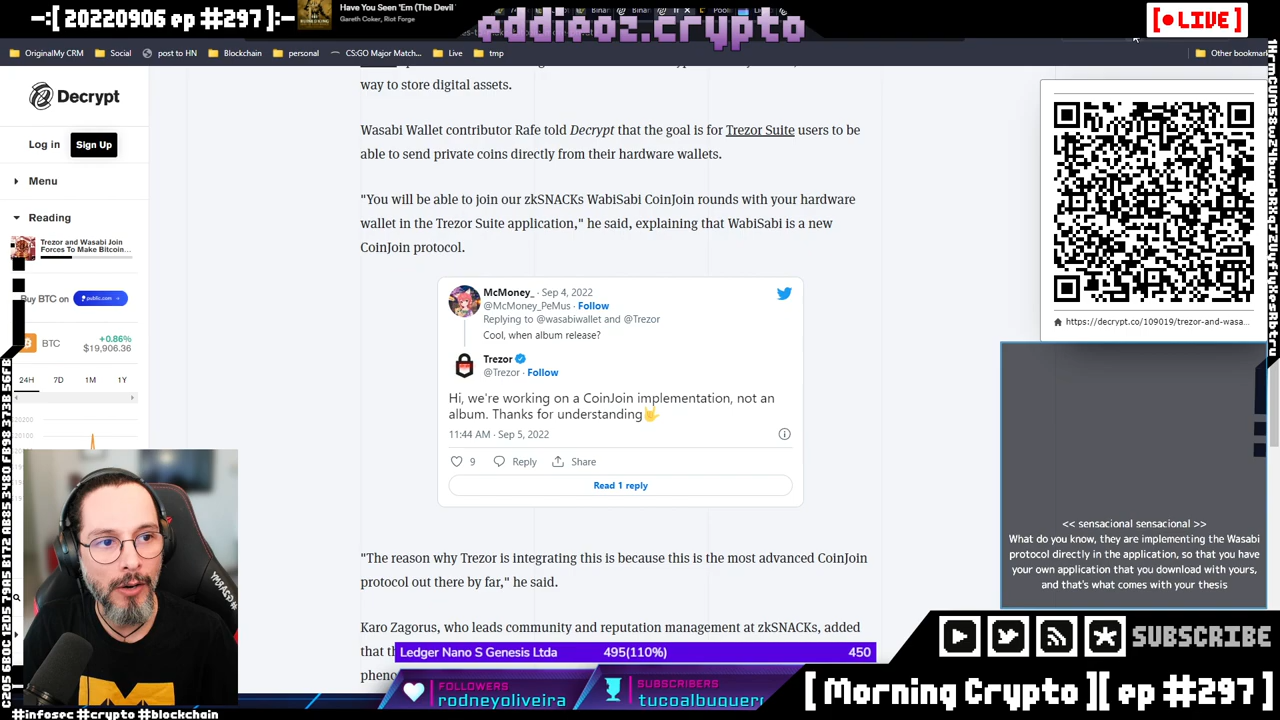 -:[ 20220906 ep #297]:-
Have You Seen 'Em (The Devil
Gareth Coker, Riot Forge
addiaoz.crypto
[● LIVE]
OriginalMy CRM
Social
post to HN
Blockchain
personal
CS:GO Major Match...
Live
tmp
Other bookmar
Decrypt
Log in
Sign Up
Menu
Reading
Trezor and Wasabi Join
Forces To Make Bitcoin...
Buy BTC on
public.com
BTC
+0.86%
$19,906.36
24H
7D
1M
1Y
way to store digital assets.
Wasabi Wallet contributor Rafe told Decrypt that the goal is for Trezor Suite users to be
able to send private coins directly from their hardware wallets.
"You will be able to join our zkSNACKs WabiSabi CoinJoin rounds with your hardware
wallet in the Trezor Suite application," he said, explaining that WabiSabi is a new
CoinJoin protocol.
McMoney_ · Sep 4, 2022
@McMoney_PeMus · Follow
Replying to @wasabiwallet and @Trezor
Cool, when album release?
Trezor
@Trezor · Follow
Hi, we're working on a CoinJoin implementation, not an
album. Thanks for understanding🤟
11:44 AM · Sep 5, 2022
9
Reply
Share
Read 1 reply
"The reason why Trezor is integrating this is because this is the most advanced CoinJoin
protocol out there by far," he said.
Karo Zagorus, who leads community and reputation management at zkSNACKs, added
that th
pheno
https://decrypt.co/109019/trezor-and-wasa...
<< sensacional sensacional >>
What do you know, they are implementing the Wasabi
protocol directly in the application, so that you have
your own application that you download with yours,
and that's what comes with your thesis
Ledger Nano S Genesis Ltda
495(110%)
450
FOLLOWERS
rodneyoliveira
SUBSCRIBERS
tucoalbuquer
SUBSCRIBE
[ Morning Crypto ][ ep #297 ]
#infosec #crypto #blockchain